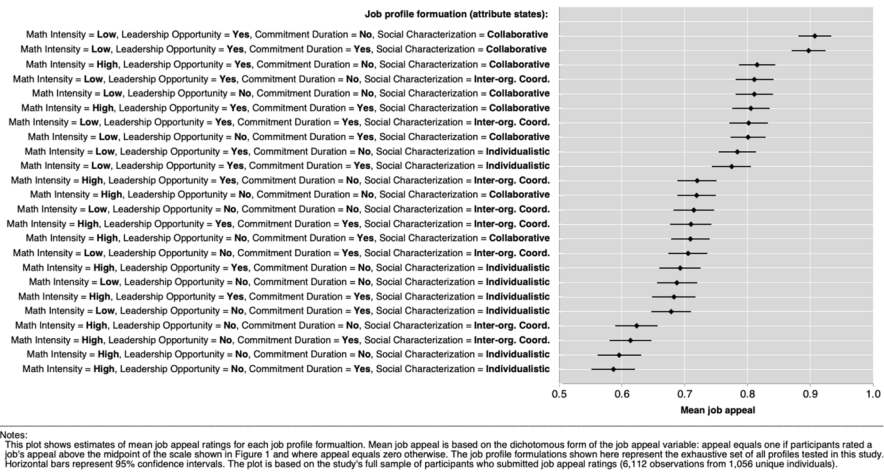 Job profile formuation (attribute states):
Math Intensity = Low, Leadership Opportunity = Yes, Commitment Duration = No, Social Characterization = Collaborative
Math Intensity = Low, Leadership Opportunity = Yes, Commitment Duration = Yes, Social Characterization = Collaborative
Math Intensity = High, Leadership Opportunity = Yes, Commitment Duration = No, Social Characterization = Collaborative
Math Intensity = Low, Leadership Opportunity = Yes, Commitment Duration = No, Social Characterization = Inter-org. Coord.
Math Intensity = Low, Leadership Opportunity = No, Commitment Duration = No, Social Characterization = Collaborative
Math Intensity = High, Leadership Opportunity = Yes, Commitment Duration = Yes, Social Characterization = Collaborative
Math Intensity = Low, Leadership Opportunity = Yes, Commitment Duration = Yes, Social Characterization = Inter-org. Coord.
Math Intensity = Low, Leadership Opportunity = No, Commitment Duration = Yes, Social Characterization = Collaborative
Math Intensity = Low, Leadership Opportunity = Yes, Commitment Duration = No, Social Characterization = Individualistic
Math Intensity = Low, Leadership Opportunity = Yes, Commitment Duration = Yes, Social Characterization = Individualistic
Math Intensity = High, Leadership Opportunity = Yes, Commitment Duration = No, Social Characterization = Inter-org. Coord.
Math Intensity = High, Leadership Opportunity = No, Commitment Duration = No, Social Characterization = Collaborative
Math Intensity = Low, Leadership Opportunity = No, Commitment Duration = No, Social Characterization = Inter-org. Coord.
Math Intensity = High, Leadership Opportunity = Yes, Commitment Duration = Yes, Social Characterization = Inter-org. Coord.
Math Intensity = High, Leadership Opportunity = No, Commitment Duration = Yes, Social Characterization = Collaborative
Math Intensity = Low, Leadership Opportunity = No, Commitment Duration = Yes, Social Characterization = Inter-org. Coord.
Math Intensity = High, Leadership Opportunity = Yes, Commitment Duration = No, Social Characterization = Individualistic
Math Intensity = Low, Leadership Opportunity = No, Commitment Duration = No, Social Characterization = Individualistic
Math Intensity = High, Leadership Opportunity = Yes, Commitment Duration = Yes, Social Characterization = Individualistic
Math Intensity = Low, Leadership Opportunity = No, Commitment Duration = Yes, Social Characterization = Individualistic
Math Intensity = High, Leadership Opportunity = No, Commitment Duration = No, Social Characterization = Inter-org. Coord.
Math Intensity = High, Leadership Opportunity = No, Commitment Duration = Yes, Social Characterization = Inter-org. Coord.
Math Intensity = High, Leadership Opportunity = No, Commitment Duration = No, Social Characterization = Individualistic
Math Intensity = High, Leadership Opportunity = No, Commitment Duration = Yes, Social Characterization = Individualistic
0.5 0.6 0.7 0.8 0.9 1.0
Mean job appeal
Notes:
This plot shows estimates of mean job appeal ratings for each job profile formualtion. Mean job appeal is based on the dichotomous form of the job appeal variable: appeal equals one if participants rated a
job's appeal above the midpoint of the scale shown in Figure 1 and where appeal equals zero otherwise. The job profile formulations shown here represent the exhaustive set of all profiles tested in this study.
Horizontal bars represent 95% confidence intervals. The plot is based on the study's full sample of participants who submitted job appeal ratings (6,112 observations from 1,056 unique individuals).